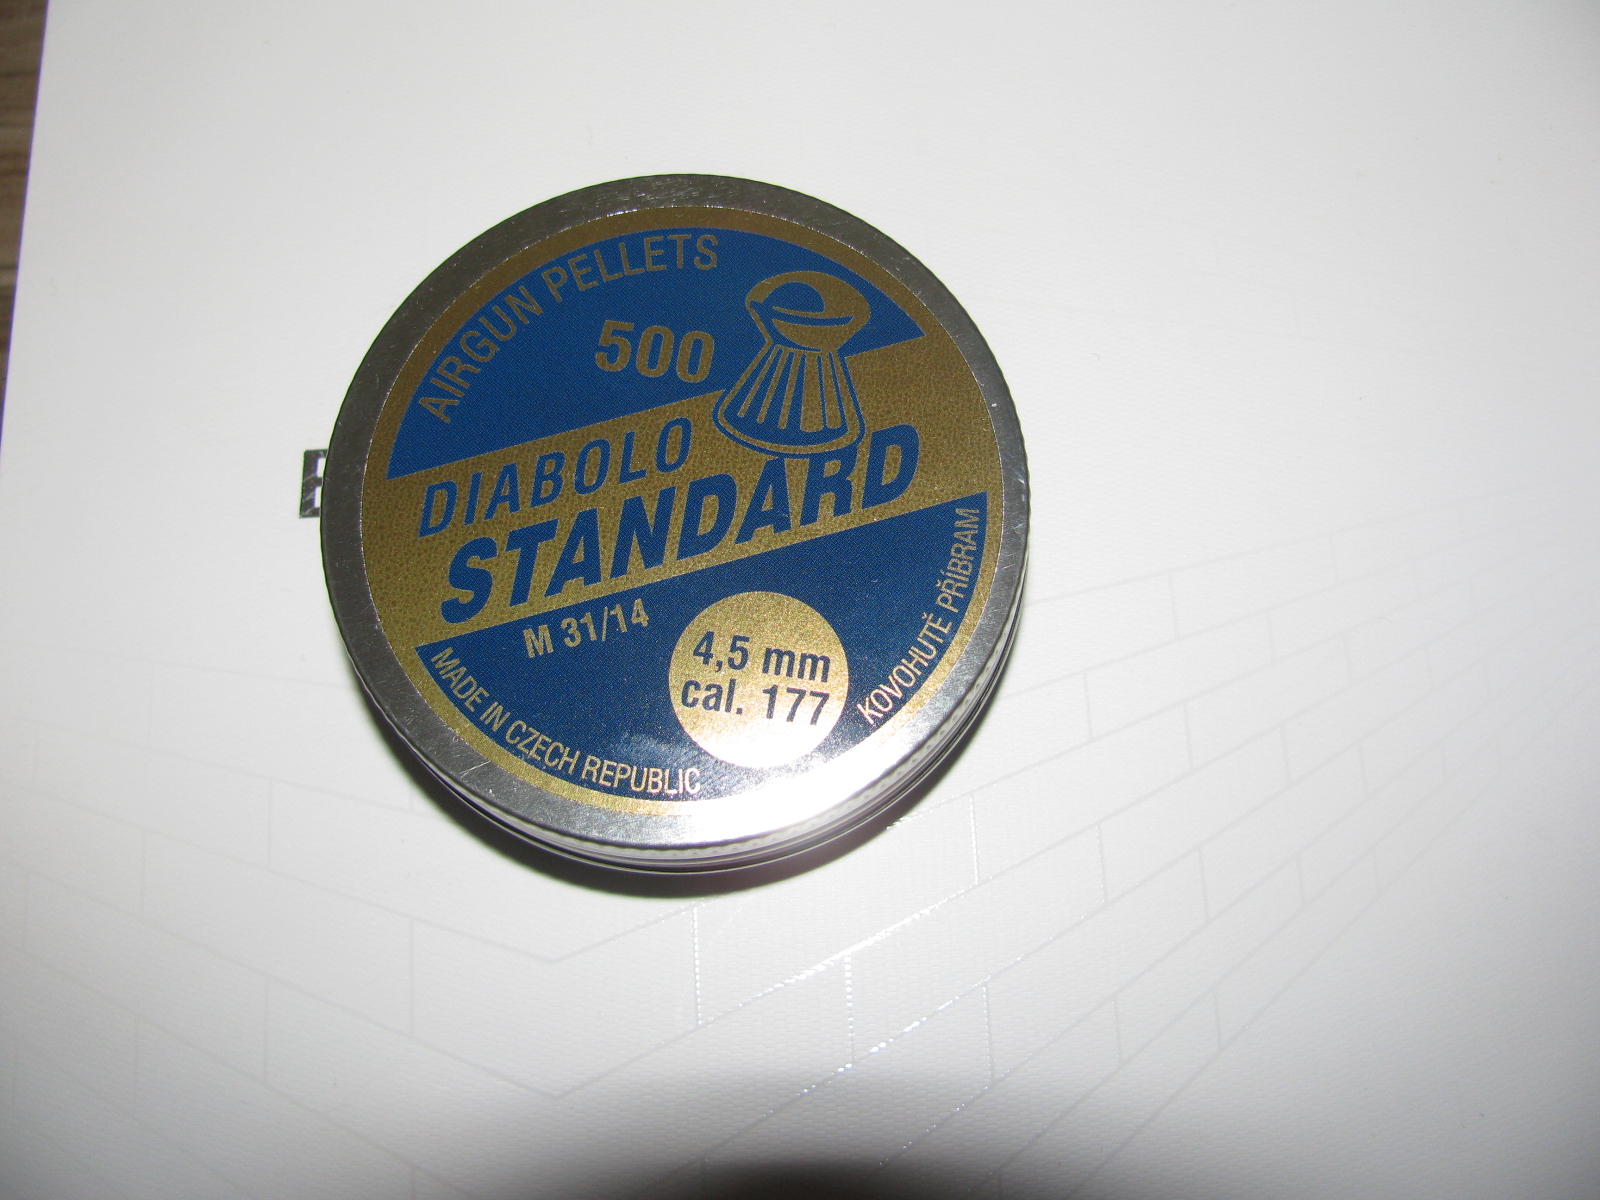 AIRGUN PELLETS
500
DIABOLO
STANDARD
M 31/14
4,5 mm
cal. 177
MADE IN CZECH REPUBLIC
KOVOHUTĚ PŘÍBRAM